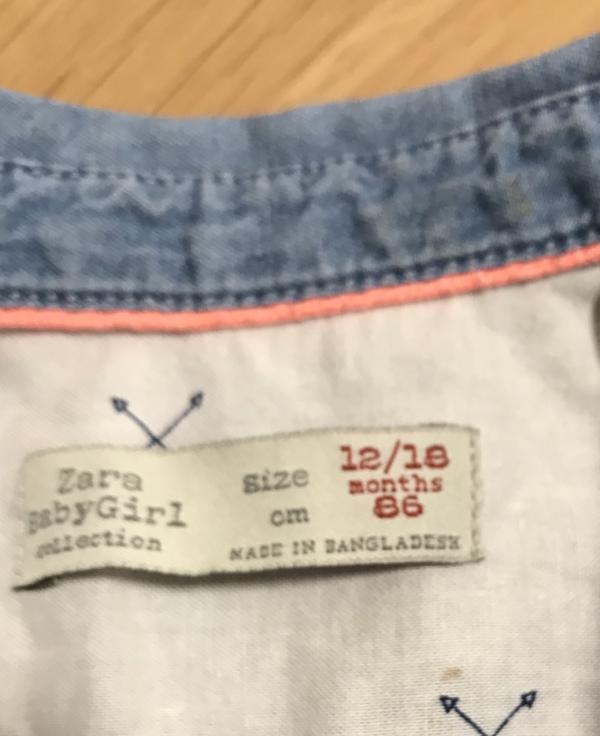 Zara
BabyGirl
collection
size
cm
12/18
months
86
MADE IN BANGLADESH